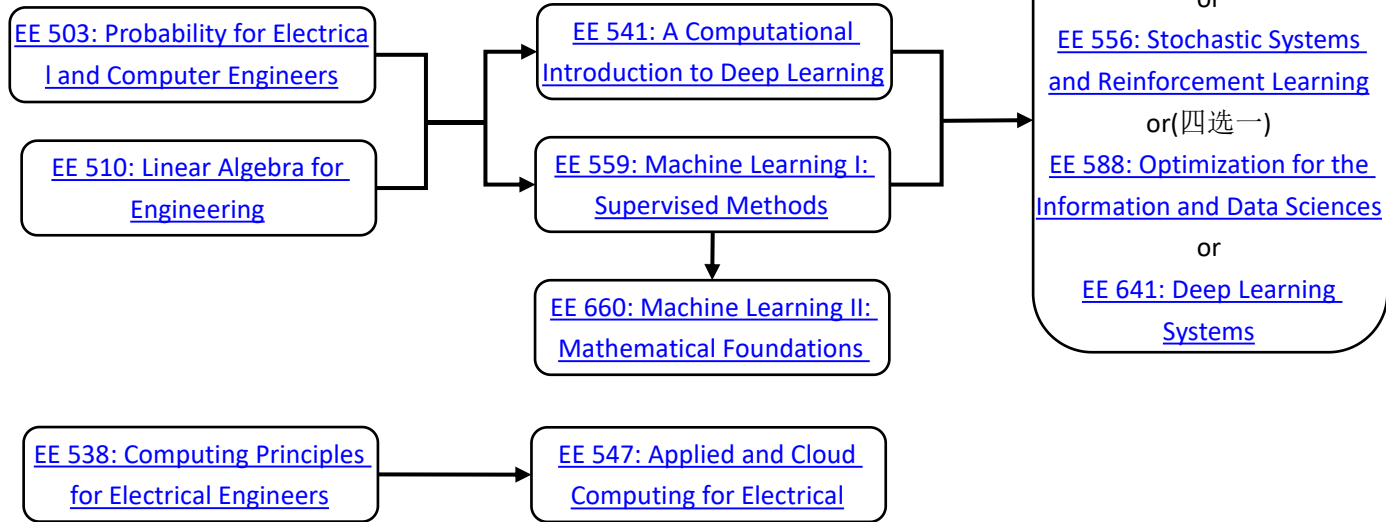 EE 503: Probability for Electrica
l and Computer Engineers
EE 510: Linear Algebra for
Engineering
EE 541: A Computational
Introduction to Deep Learning
EE 559: Machine Learning I:
Supervised Methods
EE 660: Machine Learning II:
Mathematical Foundations
or
EE 556: Stochastic Systems
and Reinforcement Learning
or(四选一)
EE 588: Optimization for the
Information and Data Sciences
or
EE 641: Deep Learning
Systems
EE 538: Computing Principles
for Electrical Engineers
EE 547: Applied and Cloud
Computing for Electrical